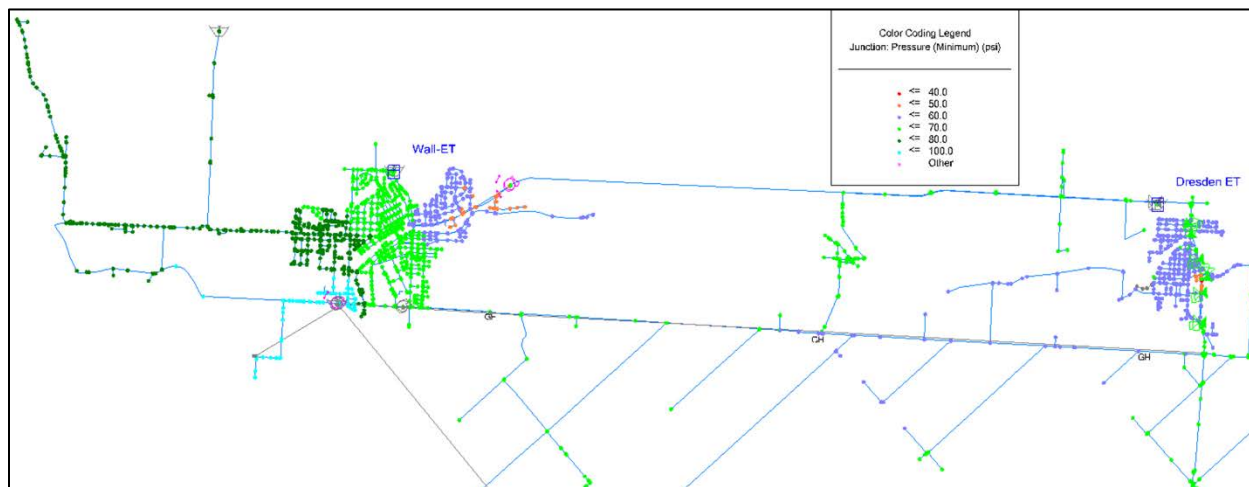 Color Coding Legend
Junction: Pressure (Minimum) (psi)
<= 40.0
<= 50.0
<= 60.0
<= 70.0
<= 80.0
<= 100.0
Other
Wall-ET
Dresden ET
GH
GH
GH